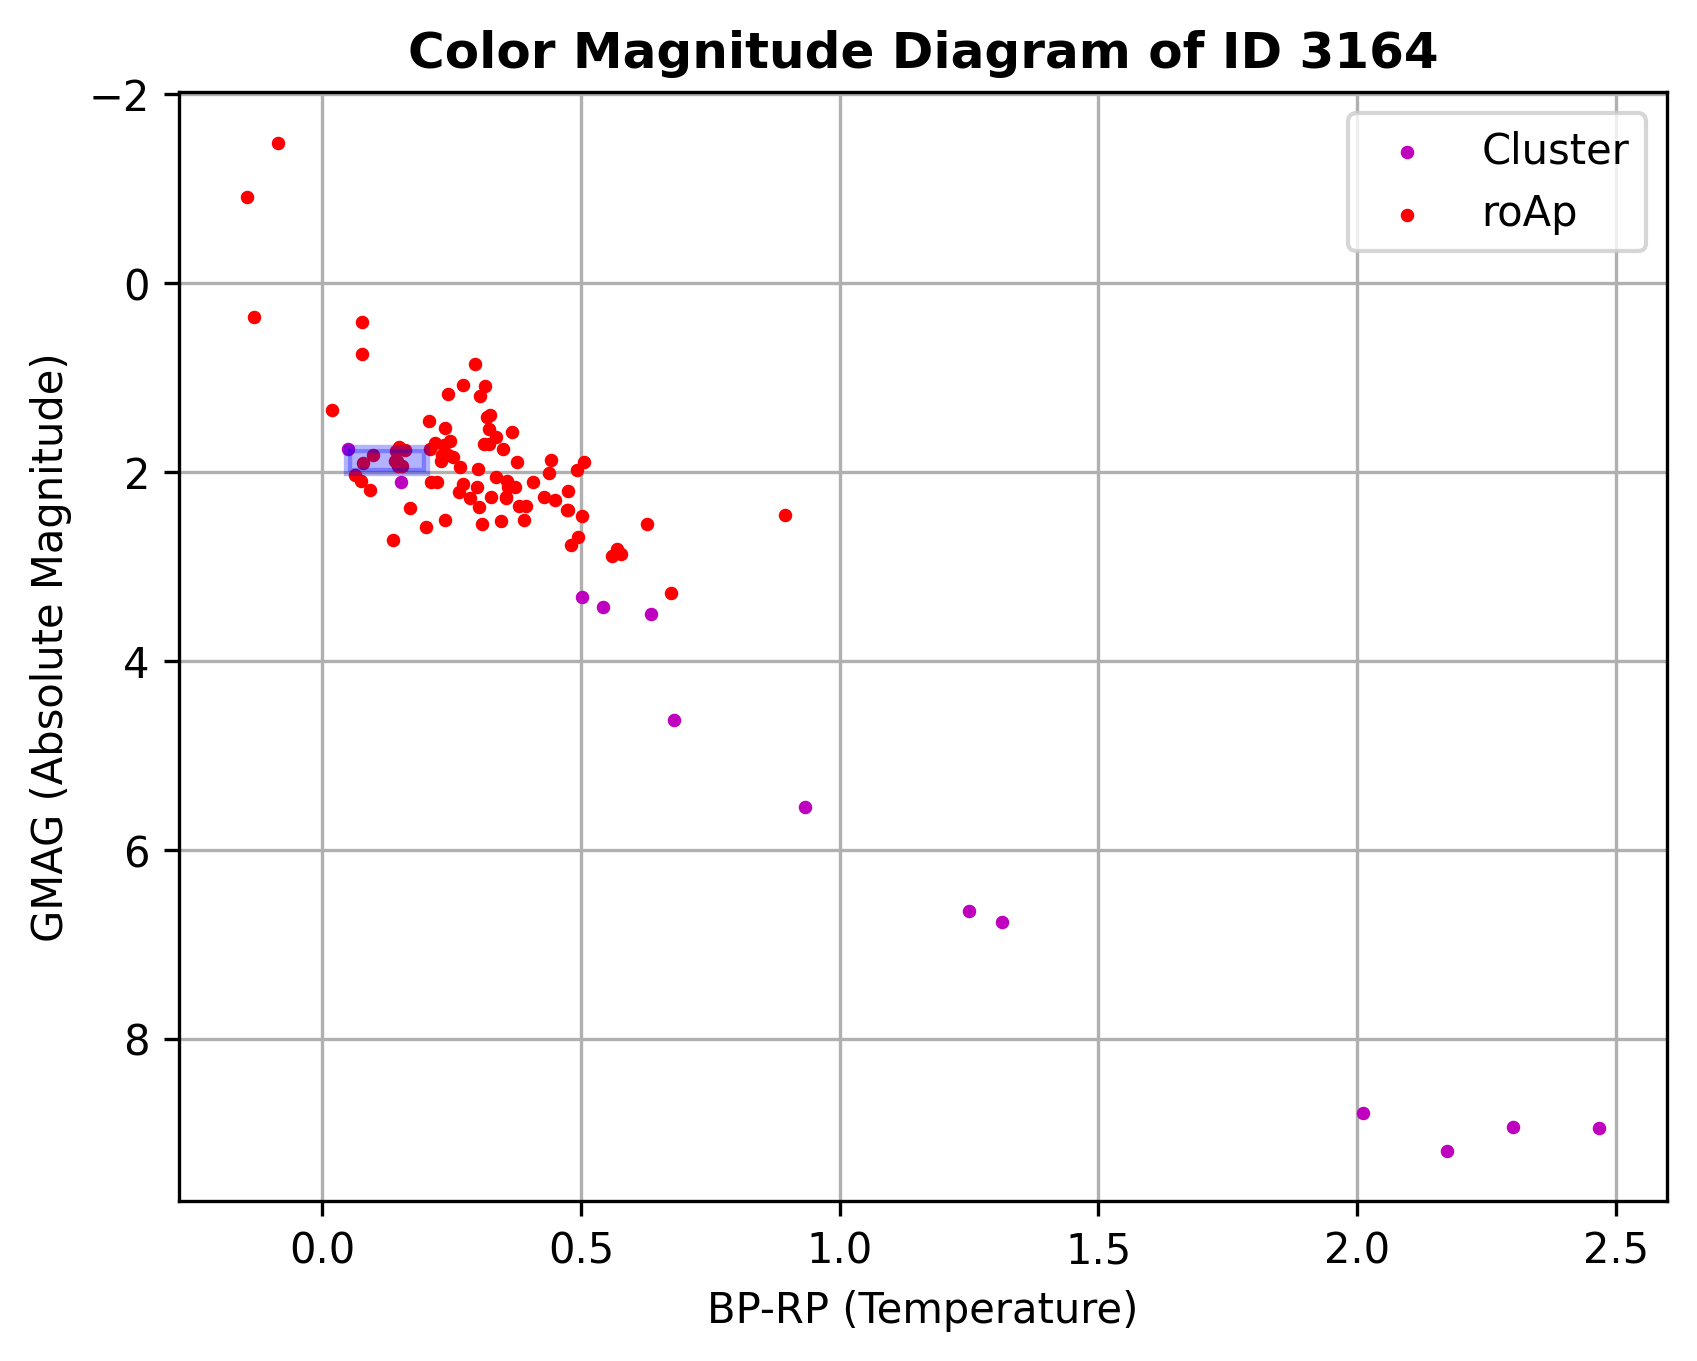 Color Magnitude Diagram of ID 3164
Cluster
roAp
GMAG (Absolute Magnitude)
−2
0
2
4
6
8
0.0 0.5 1.0 1.5 2.0 2.5
BP-RP (Temperature)